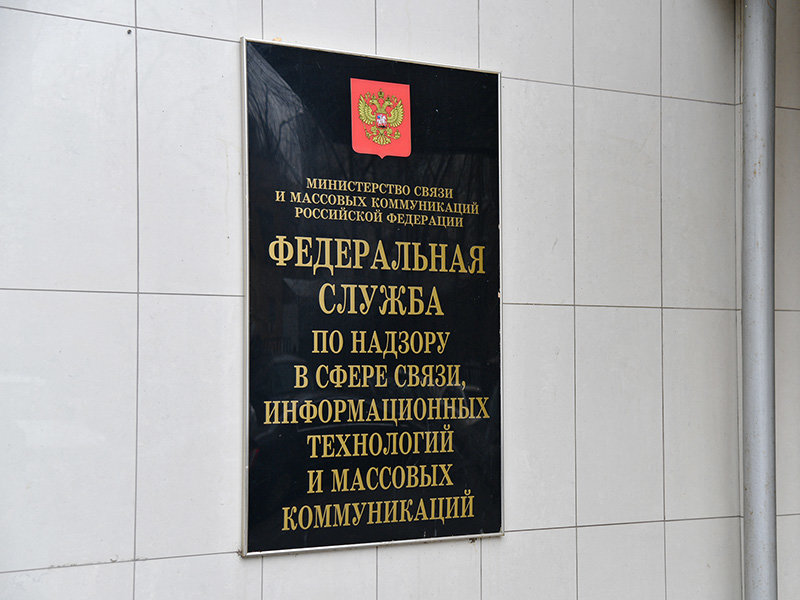 МИНИСТЕРСТВО СВЯЗИ
И МАССОВЫХ КОММУНИКАЦИЙ
РОССИЙСКОЙ ФЕДЕРАЦИИ
ФЕДЕРАЛЬНАЯ
СЛУЖБА
ПО НАДЗОРУ
В СФЕРЕ СВЯЗИ,
ИНФОРМАЦИОННЫХ
ТЕХНОЛОГИЙ
И МАССОВЫХ
КОММУНИКАЦИЙ